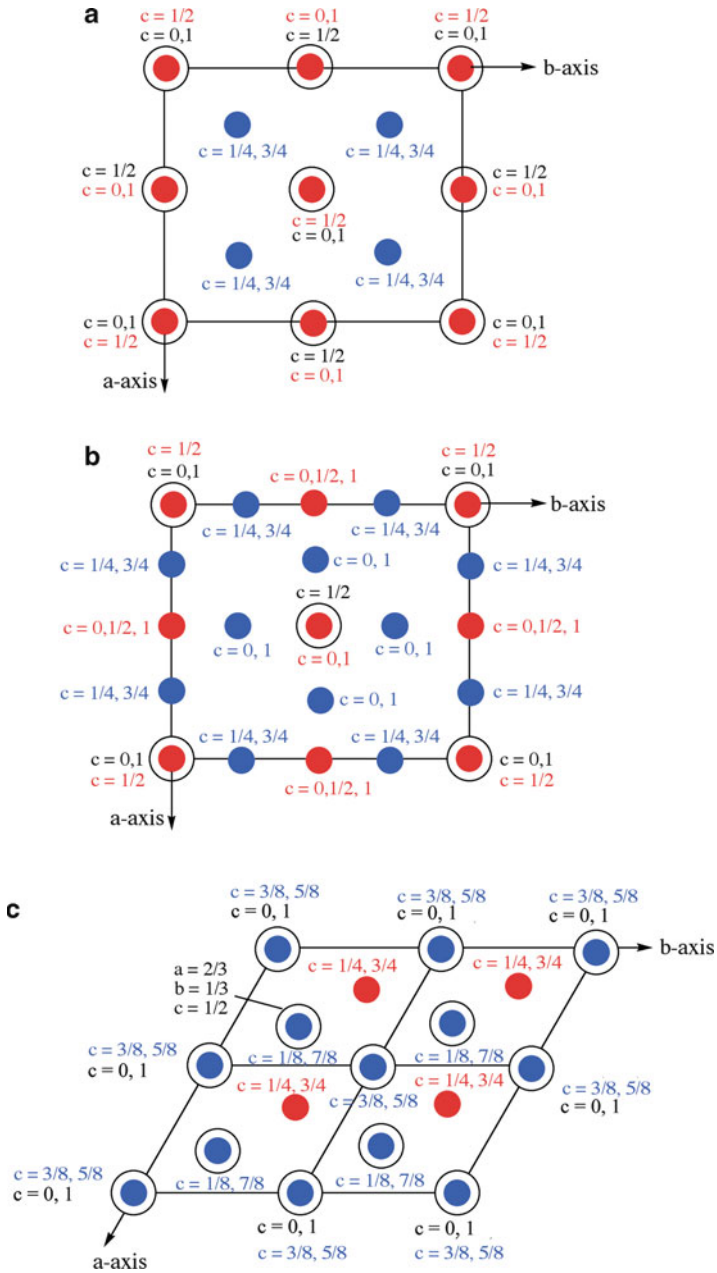 a
c = 1/2 c = 0,1 c = 1/2
c = 0,1 c = 1/2 c = 0,1
b-axis
c = 1/4, 3/4 c = 1/4, 3/4
c = 1/2 c = 1/2
c = 0,1 c = 0,1
c = 1/2
c = 0,1
c = 1/4, 3/4 c = 1/4, 3/4
c = 0,1 c = 0,1
c = 1/2 c = 1/2
c = 1/2
c = 0,1
a-axis
b
c = 1/2 c = 1/2
c = 0,1 c = 0,1/2, 1 c = 0,1
b-axis
c = 1/4, 3/4 c = 1/4, 3/4
c = 1/4, 3/4 c = 0, 1 c = 1/4, 3/4
c = 1/2
c = 0,1/2, 1 c = 0,1/2, 1
c = 0, 1 c = 0,1 c = 0, 1
c = 1/4, 3/4 c = 0, 1 c = 1/4, 3/4
c = 1/4, 3/4 c = 1/4, 3/4
c = 0,1 c = 0,1
c = 1/2 c = 0,1/2, 1 c = 1/2
a-axis
c
c = 3/8, 5/8 c = 3/8, 5/8 c = 3/8, 5/8
c = 0, 1 c = 0, 1 c = 0, 1
b-axis
a = 2/3 c = 1/4, 3/4 c = 1/4, 3/4
b = 1/3
c = 1/2
c = 3/8, 5/8 c = 1/8, 7/8 c = 1/8, 7/8
c = 0, 1
c = 1/4, 3/4 c = 1/4, 3/4 c = 3/8, 5/8
c = 3/8, 5/8 c = 0, 1
c = 3/8, 5/8 c = 1/8, 7/8 c = 1/8, 7/8
c = 0, 1
c = 0, 1 c = 0, 1
c = 3/8, 5/8 c = 3/8, 5/8
a-axis